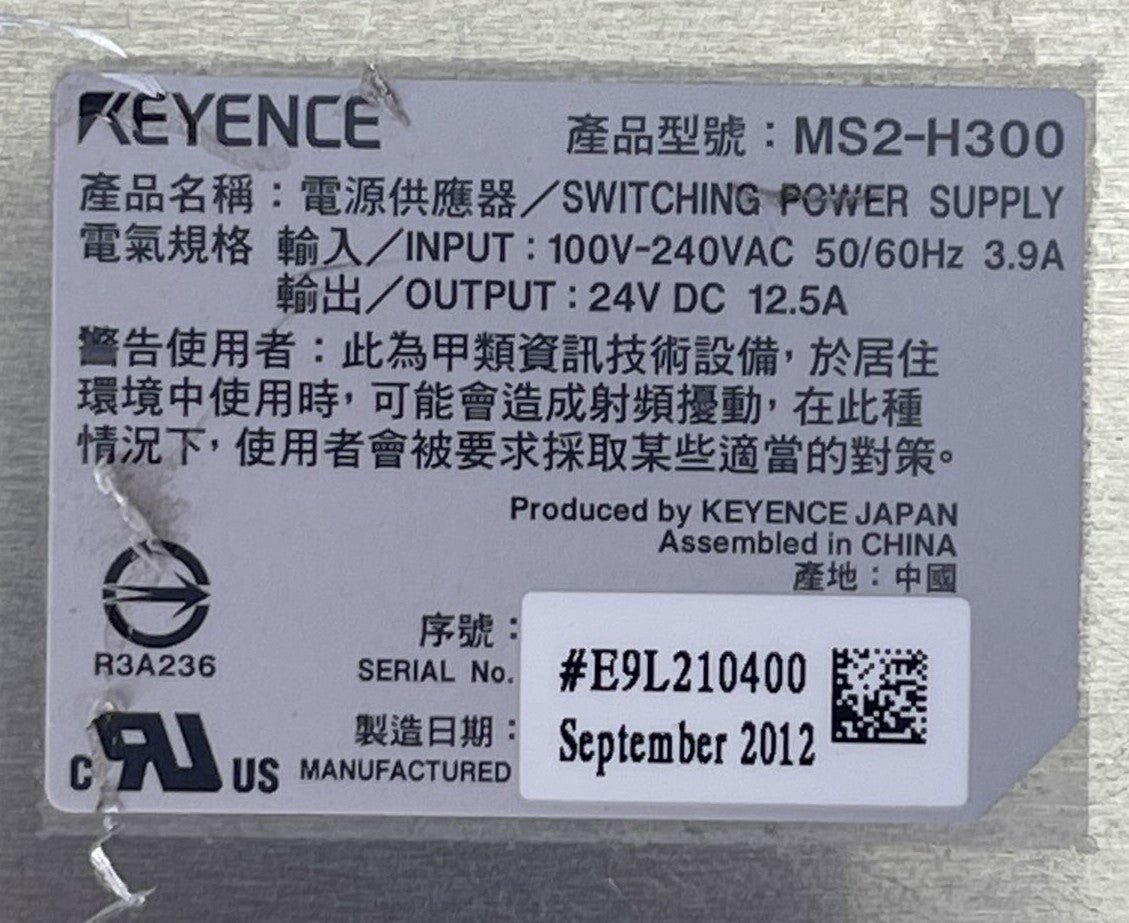 KEYENCE
產品型號：MS2-H300
產品名稱：電源供應器／SWITCHING POWER SUPPLY
電氣規格 輸入／INPUT：100V-240VAC 50/60Hz 3.9A
輸出／OUTPUT：24V DC 12.5A
警告使用者：此為甲類資訊技術設備，於居住
環境中使用時，可能會造成射頻擾動，在此種
情況下，使用者會被要求採取某些適當的對策。
Produced by KEYENCE JAPAN
Assembled in CHINA
產地：中國
R3A236
序號：
SERIAL No.
#E9L210400
製造日期：
MANUFACTURED
September 2012
C RU US